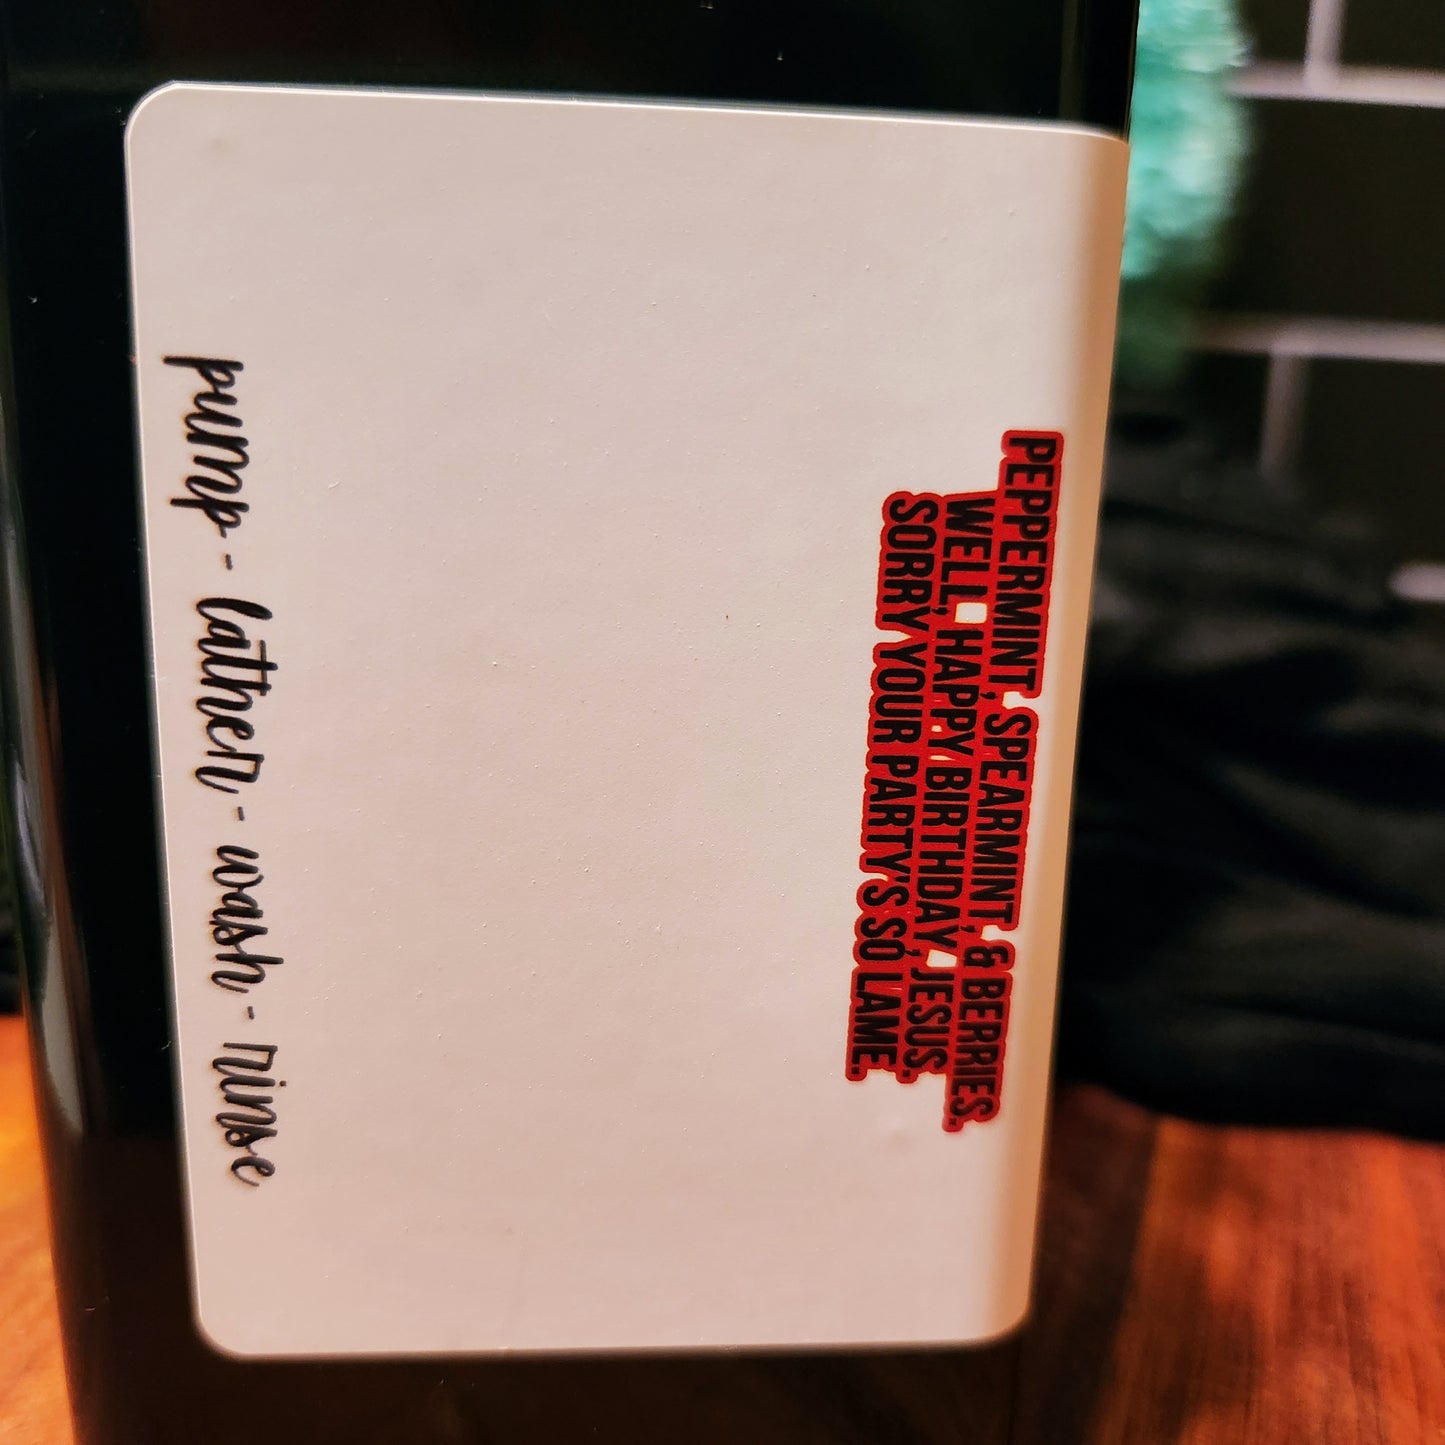 PEPPERMINT, SPEARMINT, & BERRIES.
WELL, HAPPY BIRTHDAY, JESUS.
SORRY YOUR PARTY'S SO LAME.
pump - lather - wash - rinse